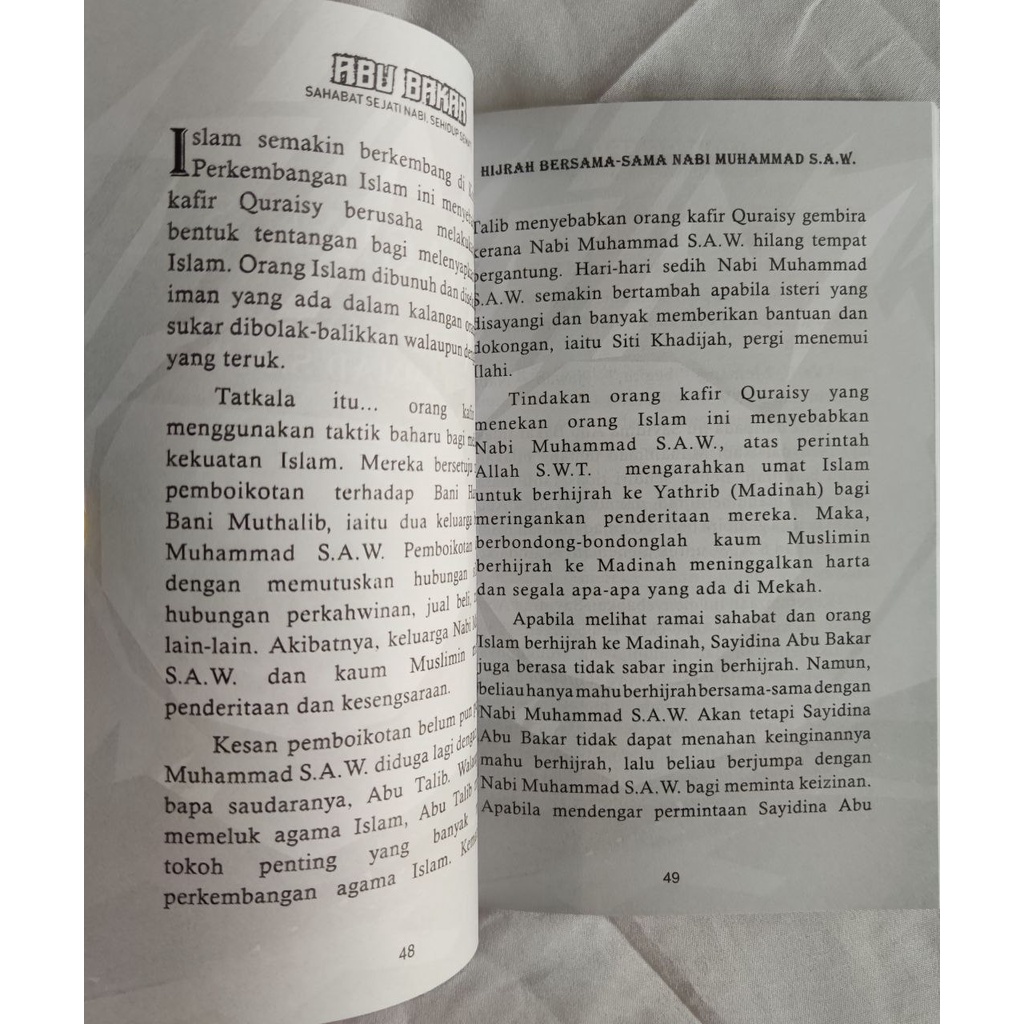 ABU BAKAR
SAHABAT SEJATI NABI, SEHIDUP
Islam semakin berkembang di
Perkembangan Islam ini
kafir Quraisy berusaha
bentuk tentangan bagi melenyapkan
Islam. Orang Islam dibunuh dan
iman yang ada dalam kalangan
sukar dibolak-balikkan walaupun
yang teruk.
Tatkala itu... orang
menggunakan taktik baharu bagi
kekuatan Islam. Mereka bersetuju
pemboikotan terhadap Bani
Bani Muthalib, iaitu dua keluarga
Muhammad S.A.W. Pemboikotan
dengan memutuskan hubungan
hubungan perkahwinan, jual beli,
lain-lain. Akibatnya, keluarga Nabi
S.A.W. dan kaum Muslimin
penderitaan dan kesengsaraan.
Kesan pemboikotan belum pun
Muhammad S.A.W. diduga lagi
bapa saudaranya, Abu Talib.
memeluk agama Islam, Abu Talib
tokoh penting yang banyak
perkembangan agama Islam.
48
HIJRAH BERSAMA-SAMA NABI MUHAMMAD S.A.W.
Talib menyebabkan orang kafir Quraisy gembira
kerana Nabi Muhammad S.A.W. hilang tempat
bergantung. Hari-hari sedih Nabi Muhammad
S.A.W. semakin bertambah apabila isteri yang
disayangi dan banyak memberikan bantuan dan
dokongan, iaitu Siti Khadijah, pergi menemui
Ilahi.
Tindakan orang kafir Quraisy yang
menekan orang Islam ini menyebabkan
Nabi Muhammad S.A.W., atas perintah
Allah S.W.T. mengarahkan umat Islam
untuk berhijrah ke Yathrib (Madinah) bagi
meringankan penderitaan mereka. Maka,
berbondong-bondonglah kaum Muslimin
berhijrah ke Madinah meninggalkan harta
dan segala apa-apa yang ada di Mekah.
Apabila melihat ramai sahabat dan orang
Islam berhijrah ke Madinah, Sayidina Abu Bakar
juga berasa tidak sabar ingin berhijrah. Namun,
beliau hanya mahu berhijrah bersama-sama dengan
Nabi Muhammad S.A.W. Akan tetapi Sayidina
Abu Bakar tidak dapat menahan keinginannya
mahu berhijrah, lalu beliau berjumpa dengan
Nabi Muhammad S.A.W. bagi meminta keizinan.
Apabila mendengar permintaan Sayidina Abu
49